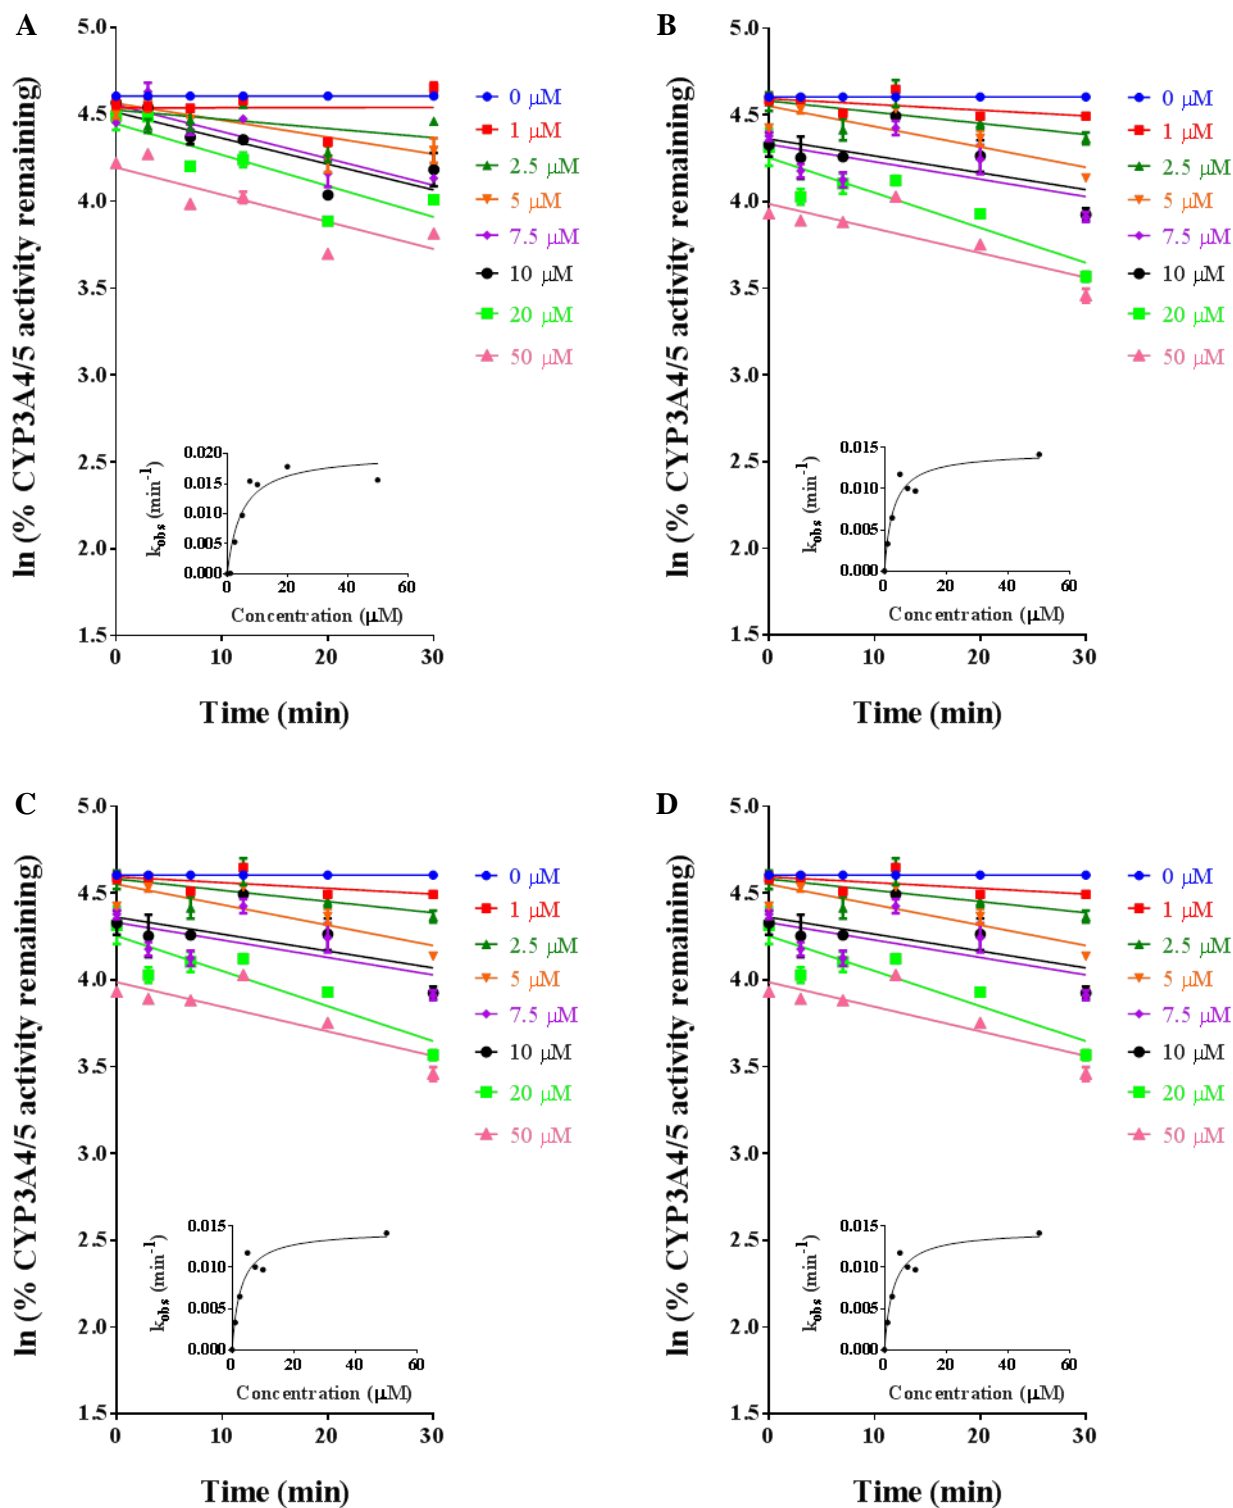 A
ln (% CYP3A4/5 activity remaining)
5.0
4.5
4.0
3.5
3.0
2.5
2.0
1.5
0
10
20
30
Time (min)
0 μM
1 μM
2.5 μM
5 μM
7.5 μM
10 μM
20 μM
50 μM
k_obs (min⁻¹)
0.020
0.015
0.010
0.005
0.000
0
20
40
60
Concentration (μM)
B
ln (% CYP3A4/5 activity remaining)
5.0
4.5
4.0
3.5
3.0
2.5
2.0
1.5
0
10
20
30
Time (min)
0 μM
1 μM
2.5 μM
5 μM
7.5 μM
10 μM
20 μM
50 μM
k_obs (min⁻¹)
0.015
0.010
0.005
0.000
0
20
40
60
Concentration (μM)
C
ln (% CYP3A4/5 activity remaining)
5.0
4.5
4.0
3.5
3.0
2.5
2.0
1.5
0
10
20
30
Time (min)
0 μM
1 μM
2.5 μM
5 μM
7.5 μM
10 μM
20 μM
50 μM
k_obs (min⁻¹)
0.015
0.010
0.005
0.000
0
20
40
60
Concentration (μM)
D
ln (% CYP3A4/5 activity remaining)
5.0
4.5
4.0
3.5
3.0
2.5
2.0
1.5
0
10
20
30
Time (min)
0 μM
1 μM
2.5 μM
5 μM
7.5 μM
10 μM
20 μM
50 μM
k_obs (min⁻¹)
0.015
0.010
0.005
0.000
0
20
40
60
Concentration (μM)